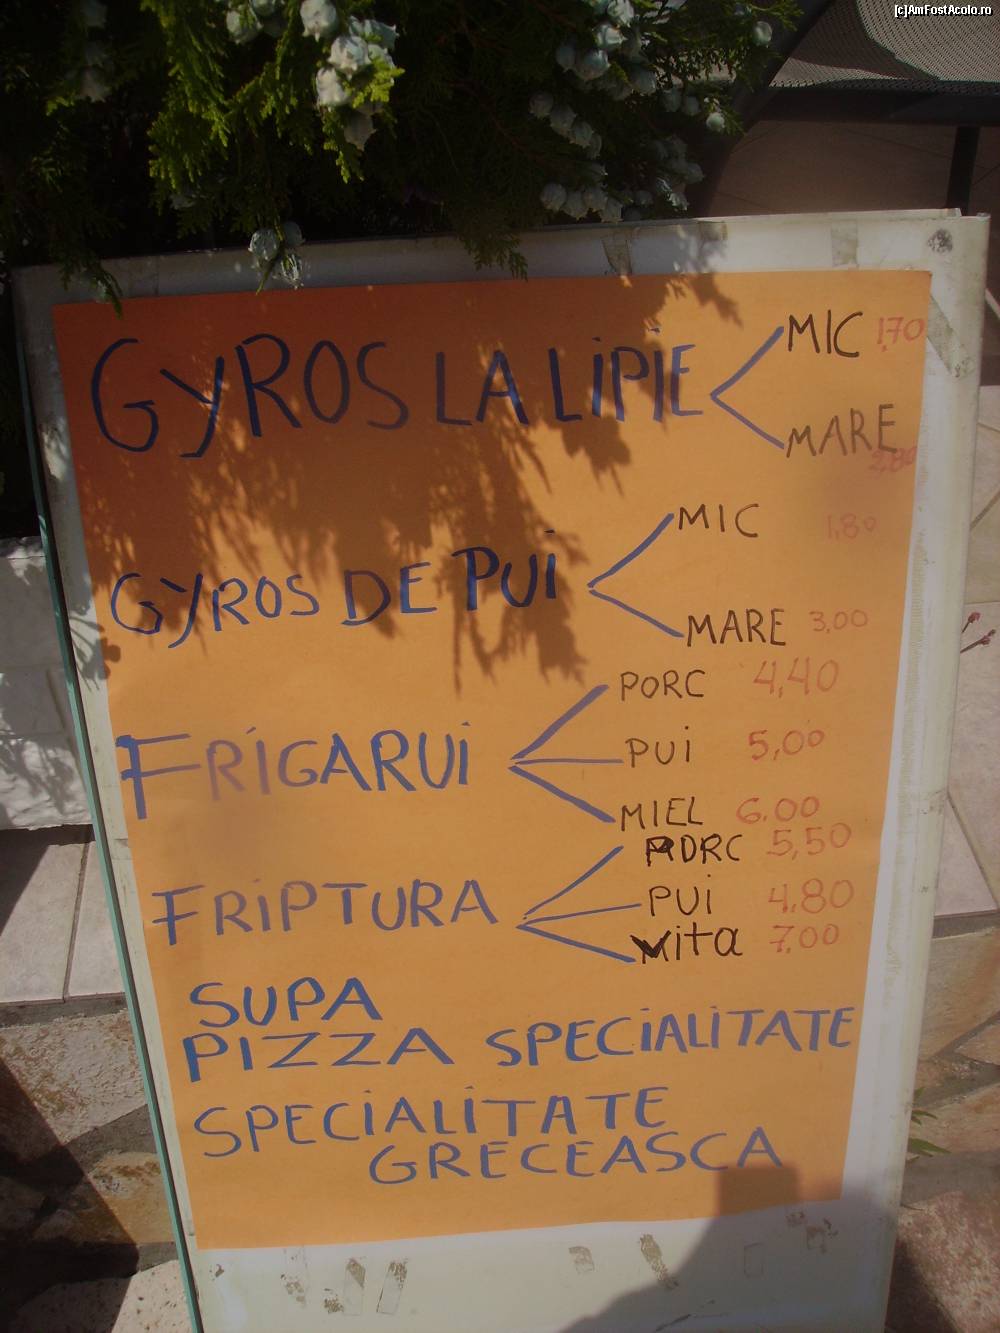 [c]AmFostAcolo.ro
GYROS LA LIPIE
MIC 1,70
MARE 2,80
GYROS DE PUI
MIC 1,80
MARE 3,00
FRIGARUI
PORC 4,40
PUI 5,00
MIEL 6.00
FRIPTURA
PORC 5,50
PUI 4.80
Vita 7,00
SUPA
PIZZA SPECIALITATE
SPECIALITATE
GRECEASCA